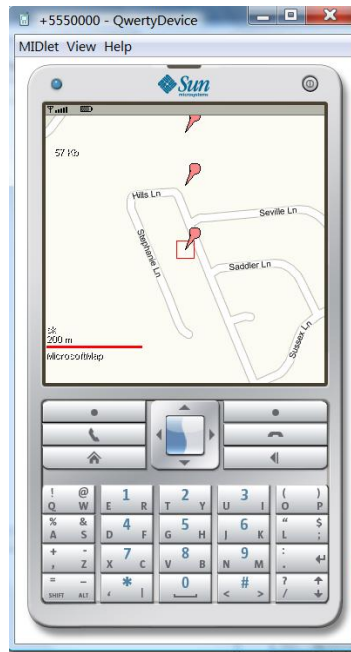 +5550000 - QwertyDevice
MIDlet View Help
Sun
microsystems
57 Kb
Hills Ln
Seville Ln
Stephanie Ln
Saddler Ln
Sussex Ln
200 m
MicrosoftMap
! @ 1 2 3 ( )
Q W E R T Y U I O P
% & 4 5 6 " $
A S D F G H J K L
+ - 7 8 9 :
, Z X C V B N M .
= _ * 0 # ?
SHIFT ALT ‘ ! < > /